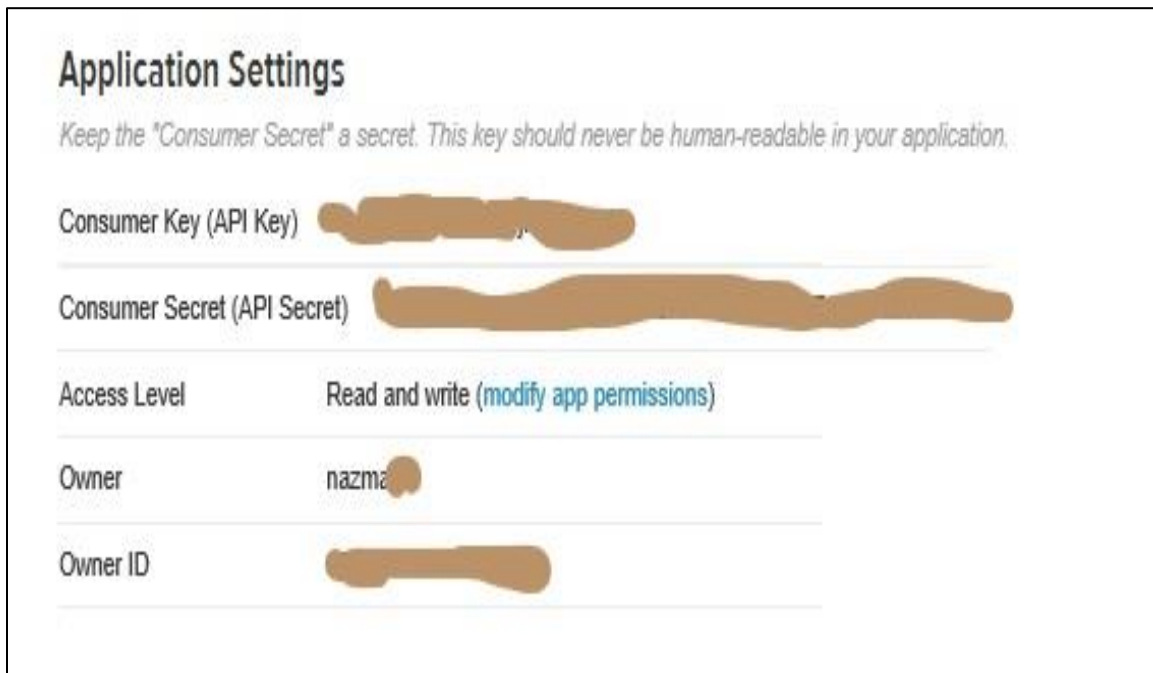 Application Settings
Keep the "Consumer Secret" a secret. This key should never be human-readable in your application.
Consumer Key (API Key)
Consumer Secret (API Secret)
Access Level Read and write (modify app permissions)
Owner nazma
Owner ID